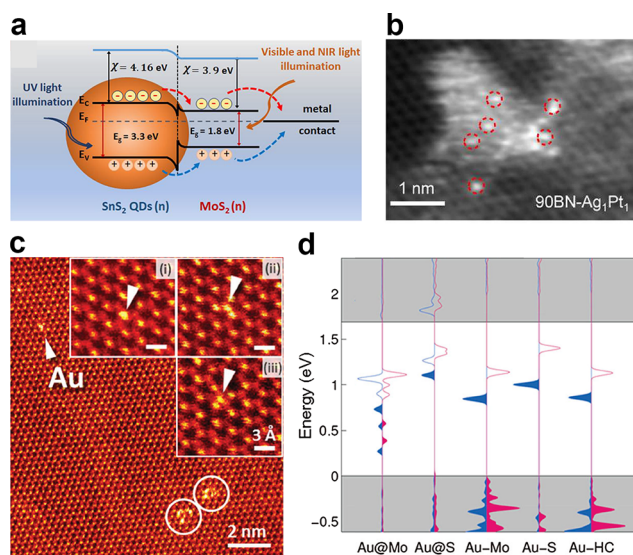 a
χ = 4.16 eV
χ = 3.9 eV
Visible and NIR light
illumination
UV light
illumination
E_C
E_F
E_V
E_g = 3.3 eV
E_g = 1.8 eV
metal
contact
SnS₂ QDs (n)
MoS₂ (n)
b
1 nm
90BN-Ag₁Pt₁
c
(i)
(ii)
(iii)
Au
3 Å
2 nm
d
Energy (eV)
2
1
0.5
0
−0.5
Au@Mo
Au@S
Au−Mo
Au−S
Au−HC